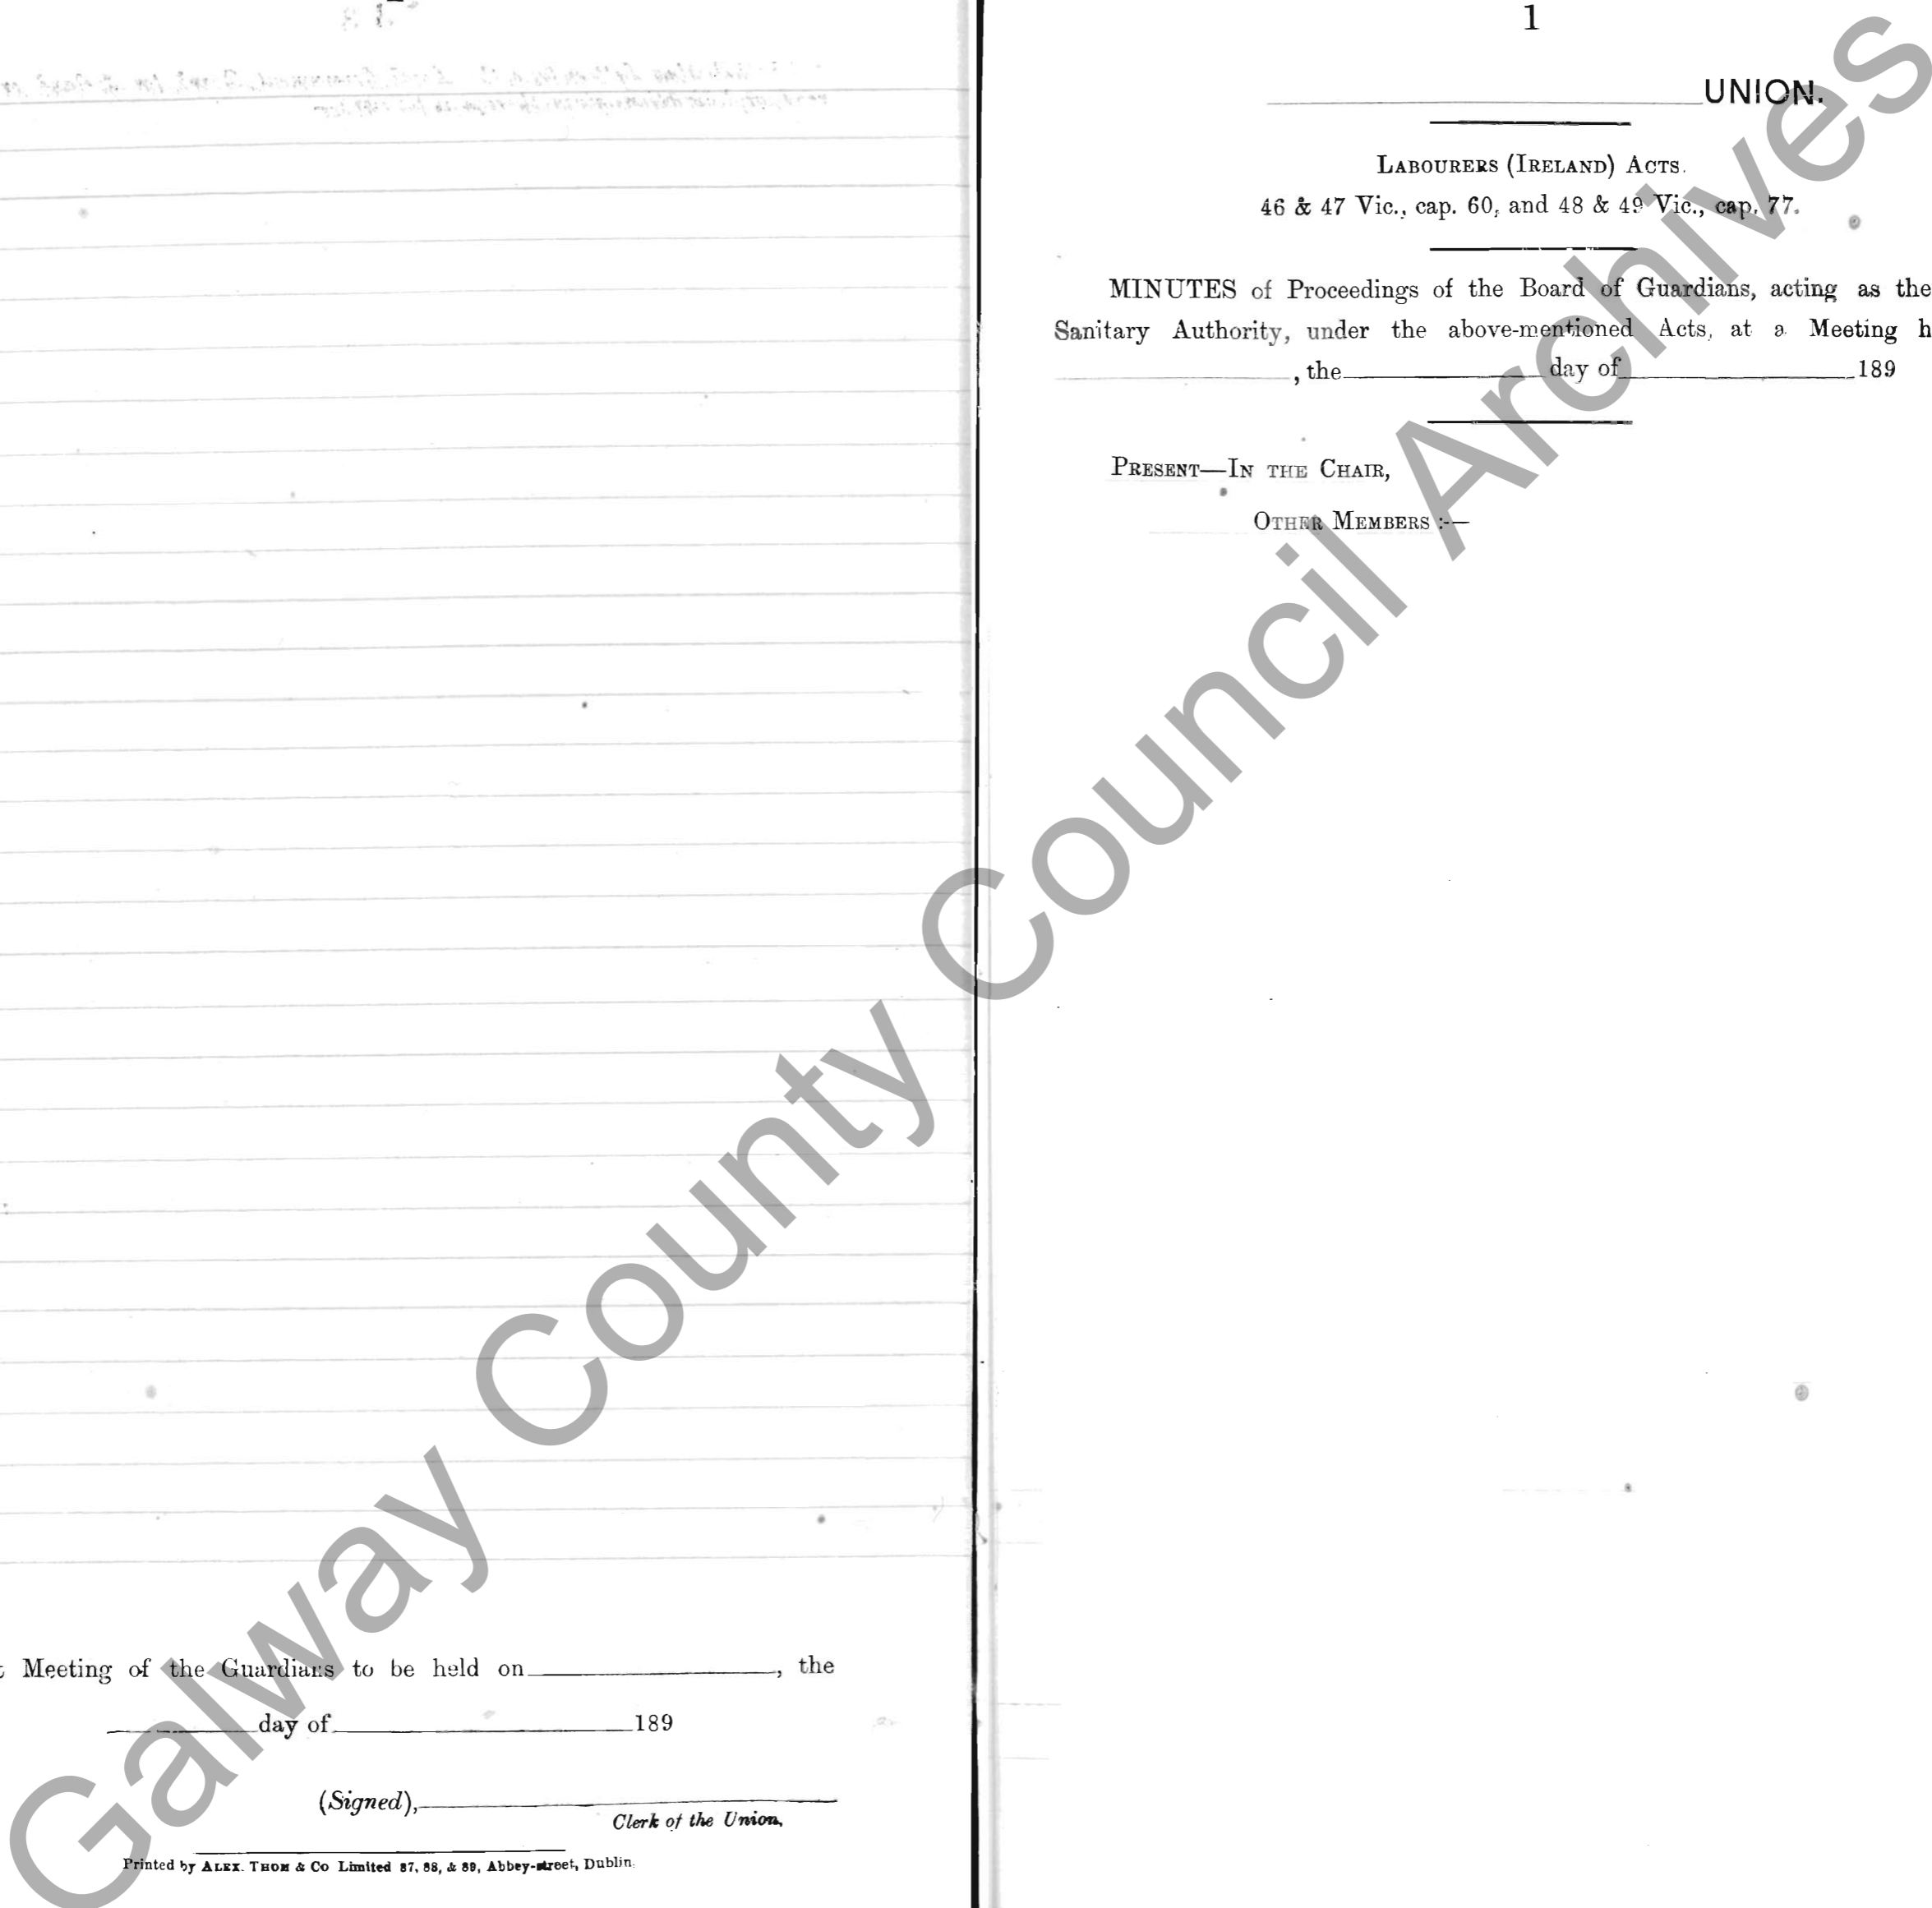 Meeting of the Guardians to be held on , the
day of 189
(Signed),
Clerk of the Union,
Printed by ALEX. THOM & Co Limited 87, 88, & 89, Abbey-street, Dublin.
1
UNION.
LABOURERS (IRELAND) ACTS.
46 & 47 Vic., cap. 60, and 48 & 49 Vic., cap. 77.
MINUTES of Proceedings of the Board of Guardians, acting as the
Sanitary Authority, under the above-mentioned Acts, at a Meeting h
, the day of 189
PRESENT—IN THE CHAIR,
OTHER MEMBERS :—
Galway County Council Archives